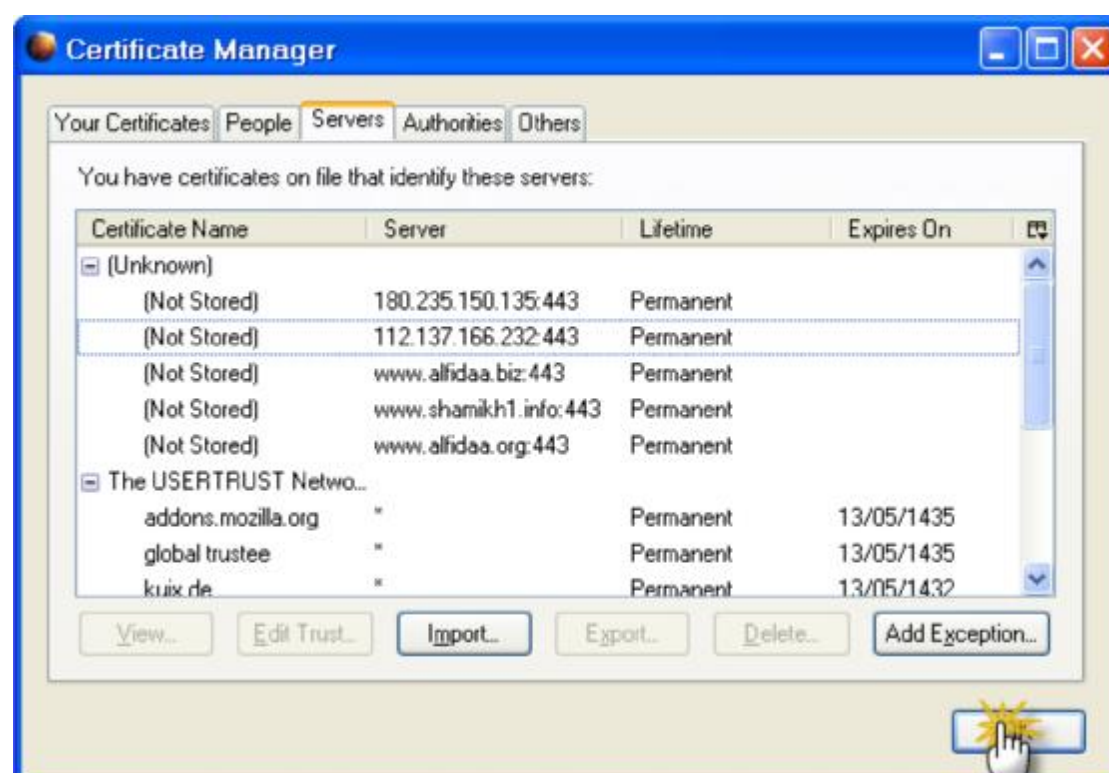 Certificate Manager
Your Certificates People Servers Authorities Others
You have certificates on file that identify these servers:
Certificate Name Server Lifetime Expires On
(Unknown)
(Not Stored) 180.235.150.135:443 Permanent
(Not Stored) 112.137.166.232:443 Permanent
(Not Stored) www.alfidaa.biz:443 Permanent
(Not Stored) www.shamikh1.info:443 Permanent
(Not Stored) www.alfidaa.org:443 Permanent
The USERTRUST Netwo...
addons.mozilla.org * Permanent 13/05/1435
global trustee * Permanent 13/05/1435
kuix.de * Permanent 13/05/1432
View... Edit Trust... Import... Export... Delete... Add Exception...